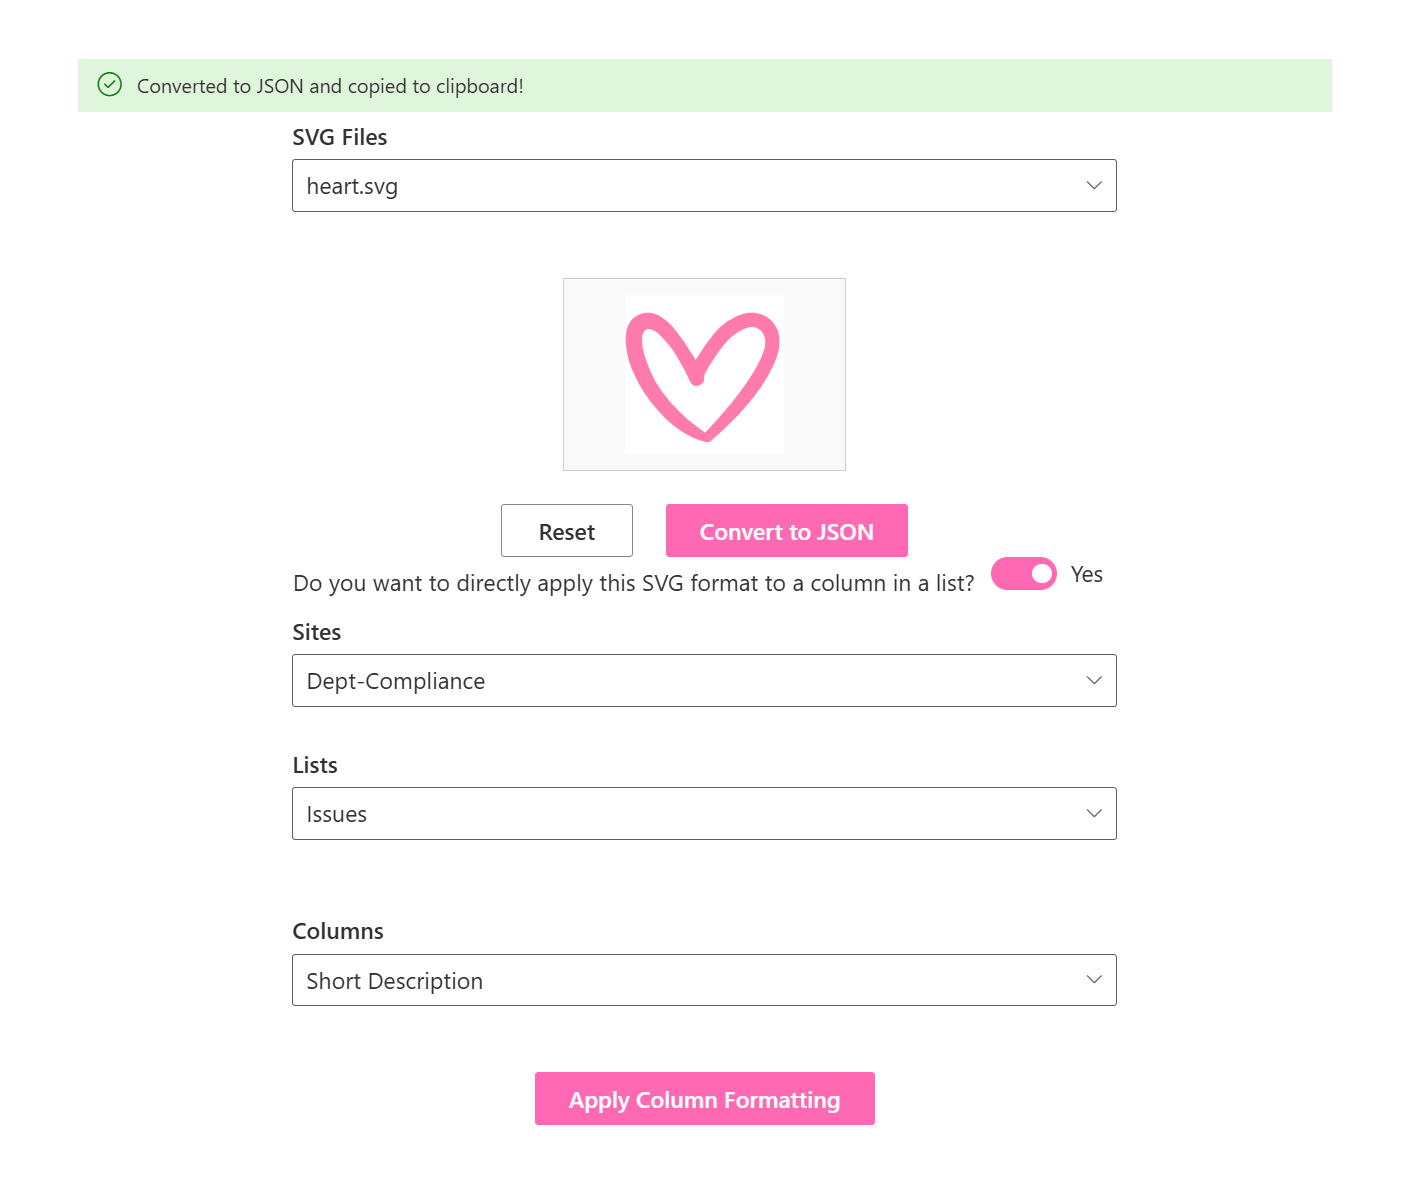 Converted to JSON and copied to clipboard!
SVG Files
heart.svg
Reset
Convert to JSON
Do you want to directly apply this SVG format to a column in a list?
Yes
Sites
Dept-Compliance
Lists
Issues
Columns
Short Description
Apply Column Formatting